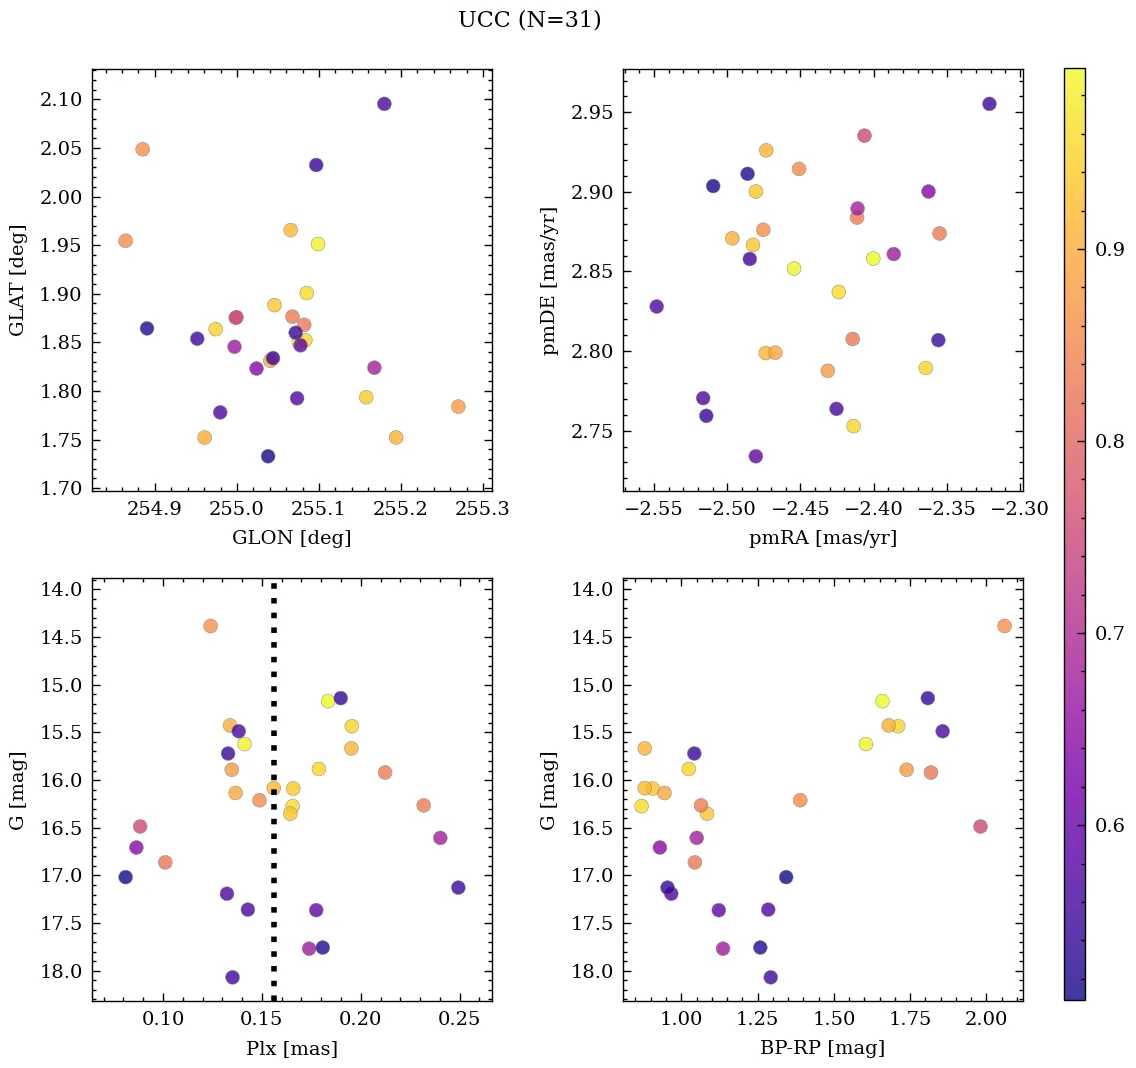 UCC (N=31)
2.10
2.05
2.00
1.95
1.90
1.85
1.80
1.75
1.70
GLAT [deg]
254.9 255.0 255.1 255.2 255.3
GLON [deg]
2.95
2.90
2.85
2.80
2.75
pmDE [mas/yr]
−2.55 −2.50 −2.45 −2.40 −2.35 −2.30
pmRA [mas/yr]
14.0
14.5
15.0
15.5
16.0
16.5
17.0
17.5
18.0
G [mag]
0.10 0.15 0.20 0.25
Plx [mas]
14.0
14.5
15.0
15.5
16.0
16.5
17.0
17.5
18.0
G [mag]
1.00 1.25 1.50 1.75 2.00
BP-RP [mag]
0.9
0.8
0.7
0.6